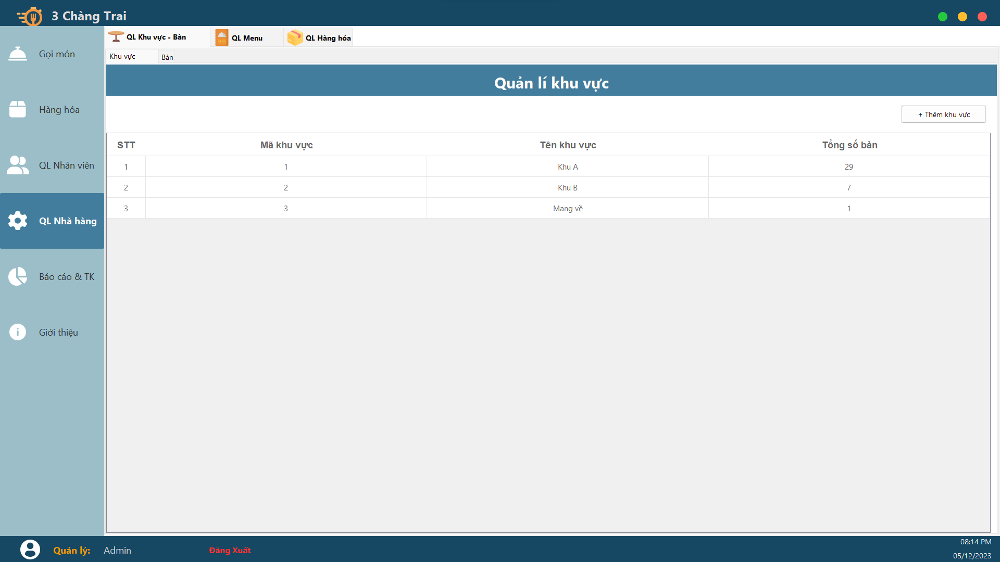 3 Chàng Trai
Gọi món
Hàng hóa
QL Nhân viên
QL Nhà hàng
Báo cáo & TK
Giới thiệu
QL Khu vực - Bàn
QL Menu
QL Hàng hóa
Khu vực
Bàn
Quản lí khu vực
+ Thêm khu vực
STT Mã khu vực Tên khu vực Tổng số bàn
1 1 Khu A 29
2 2 Khu B 7
3 3 Mang về 1
Quản lý: Admin
Đăng Xuất
08:14 PM
05/12/2023